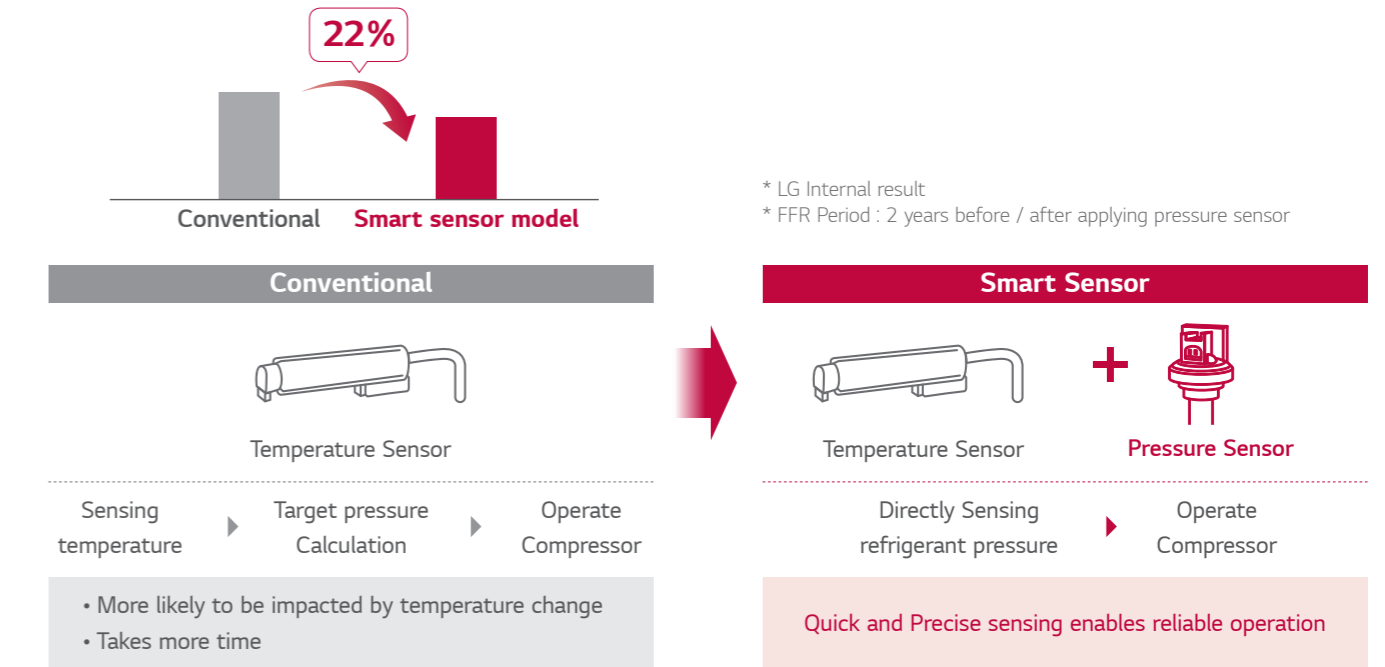 22%
Conventional
Smart sensor model
* LG Internal result
* FFR Period : 2 years before / after applying pressure sensor
Conventional
Temperature Sensor
Sensing
temperature
Target pressure
Calculation
Operate
Compressor
• More likely to be impacted by temperature change
• Takes more time
Smart Sensor
+
Temperature Sensor
Pressure Sensor
Directly Sensing
refrigerant pressure
Operate
Compressor
Quick and Precise sensing enables reliable operation